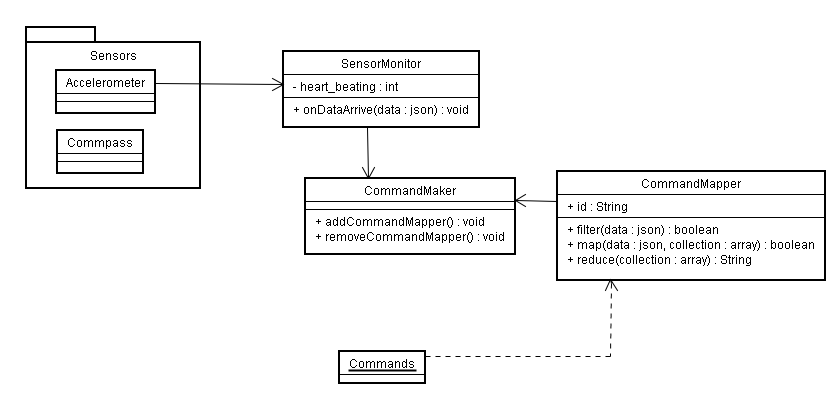 Sensors
Accelerometer
Commpass
SensorMonitor
- heart_beating : int
+ onDataArrive(data : json) : void
CommandMaker
+ addCommandMapper() : void
+ removeCommandMapper() : void
CommandMapper
+ id : String
+ filter(data : json) : boolean
+ map(data : json, collection : array) : boolean
+ reduce(collection : array) : String
Commands